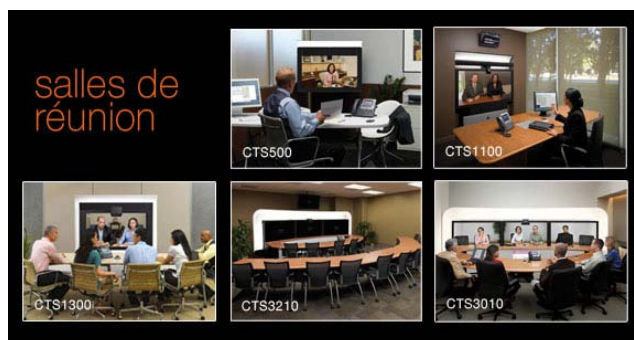 salles de
réunion
CTS500
CTS1100
CTS1300
CTS3210
CTS3010